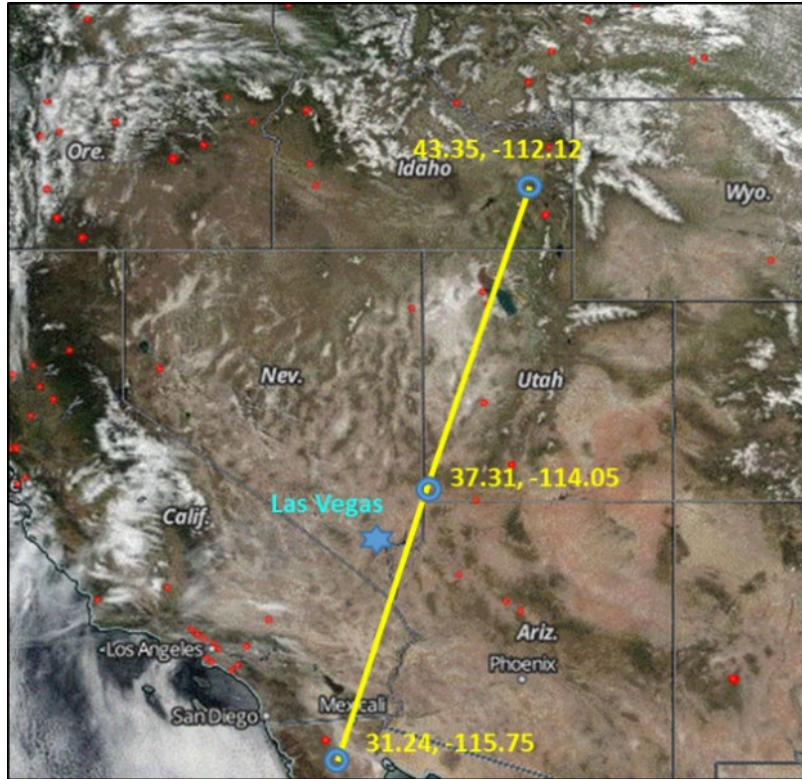 43.35, -112.12
Ore.
Idaho
Wyo.
Nev.
Utah
37.31, -114.05
Las Vegas
Calif.
Ariz.
Los Angeles
Phoenix
Mexicali
San Diego
31.24, -115.75